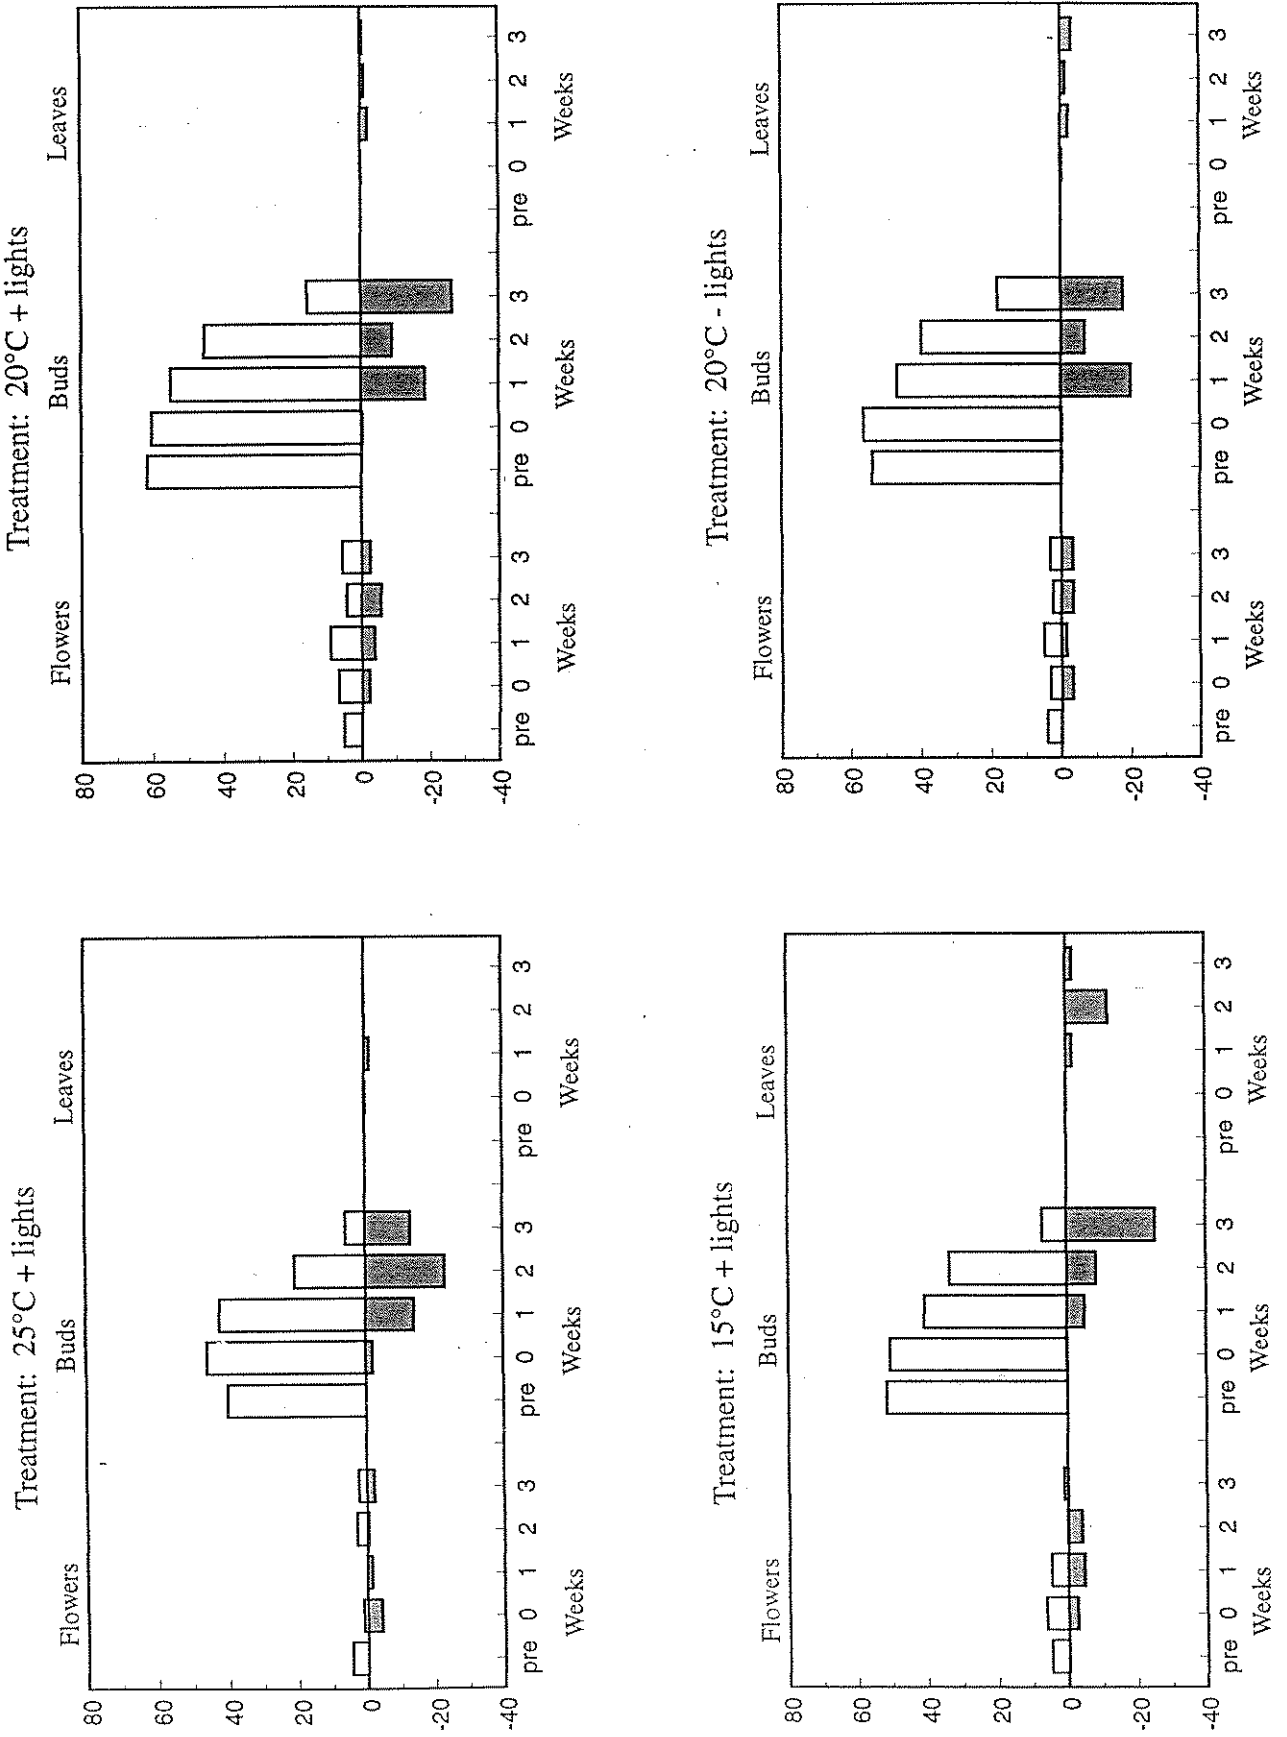 Treatment: 25°C + lights
Flowers Buds Leaves
80
60
40
20
0
-20
-40
pre 0 1 2 3 pre 0 1 2 3 pre 0 1 2 3
Weeks Weeks Weeks
Treatment: 20°C + lights
Flowers Buds Leaves
80
60
40
20
0
-20
-40
pre 0 1 2 3 pre 0 1 2 3 pre 0 1 2 3
Weeks Weeks Weeks
Treatment: 15°C + lights
Flowers Buds Leaves
80
60
40
20
0
-20
-40
pre 0 1 2 3 pre 0 1 2 3 pre 0 1 2 3
Weeks Weeks Weeks
Treatment: 20°C - lights
Flowers Buds Leaves
80
60
40
20
0
-20
-40
pre 0 1 2 3 pre 0 1 2 3 pre 0 1 2 3
Weeks Weeks Weeks